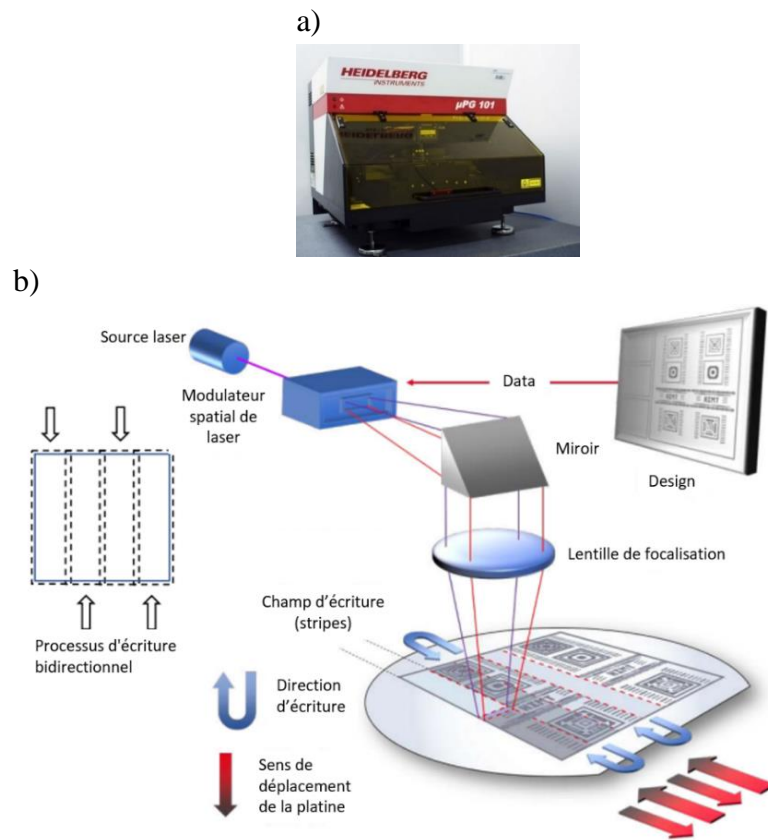 a)
HEIDELBERG
INSTRUMENTS
µPG 101
b)
Source laser
Modulateur
spatial de
laser
Data
Miroir
Design
Lentille de focalisation
Champ d'écriture
(stripes)
Processus d'écriture
bidirectionnel
Direction
d'écriture
Sens de
déplacement
de la platine